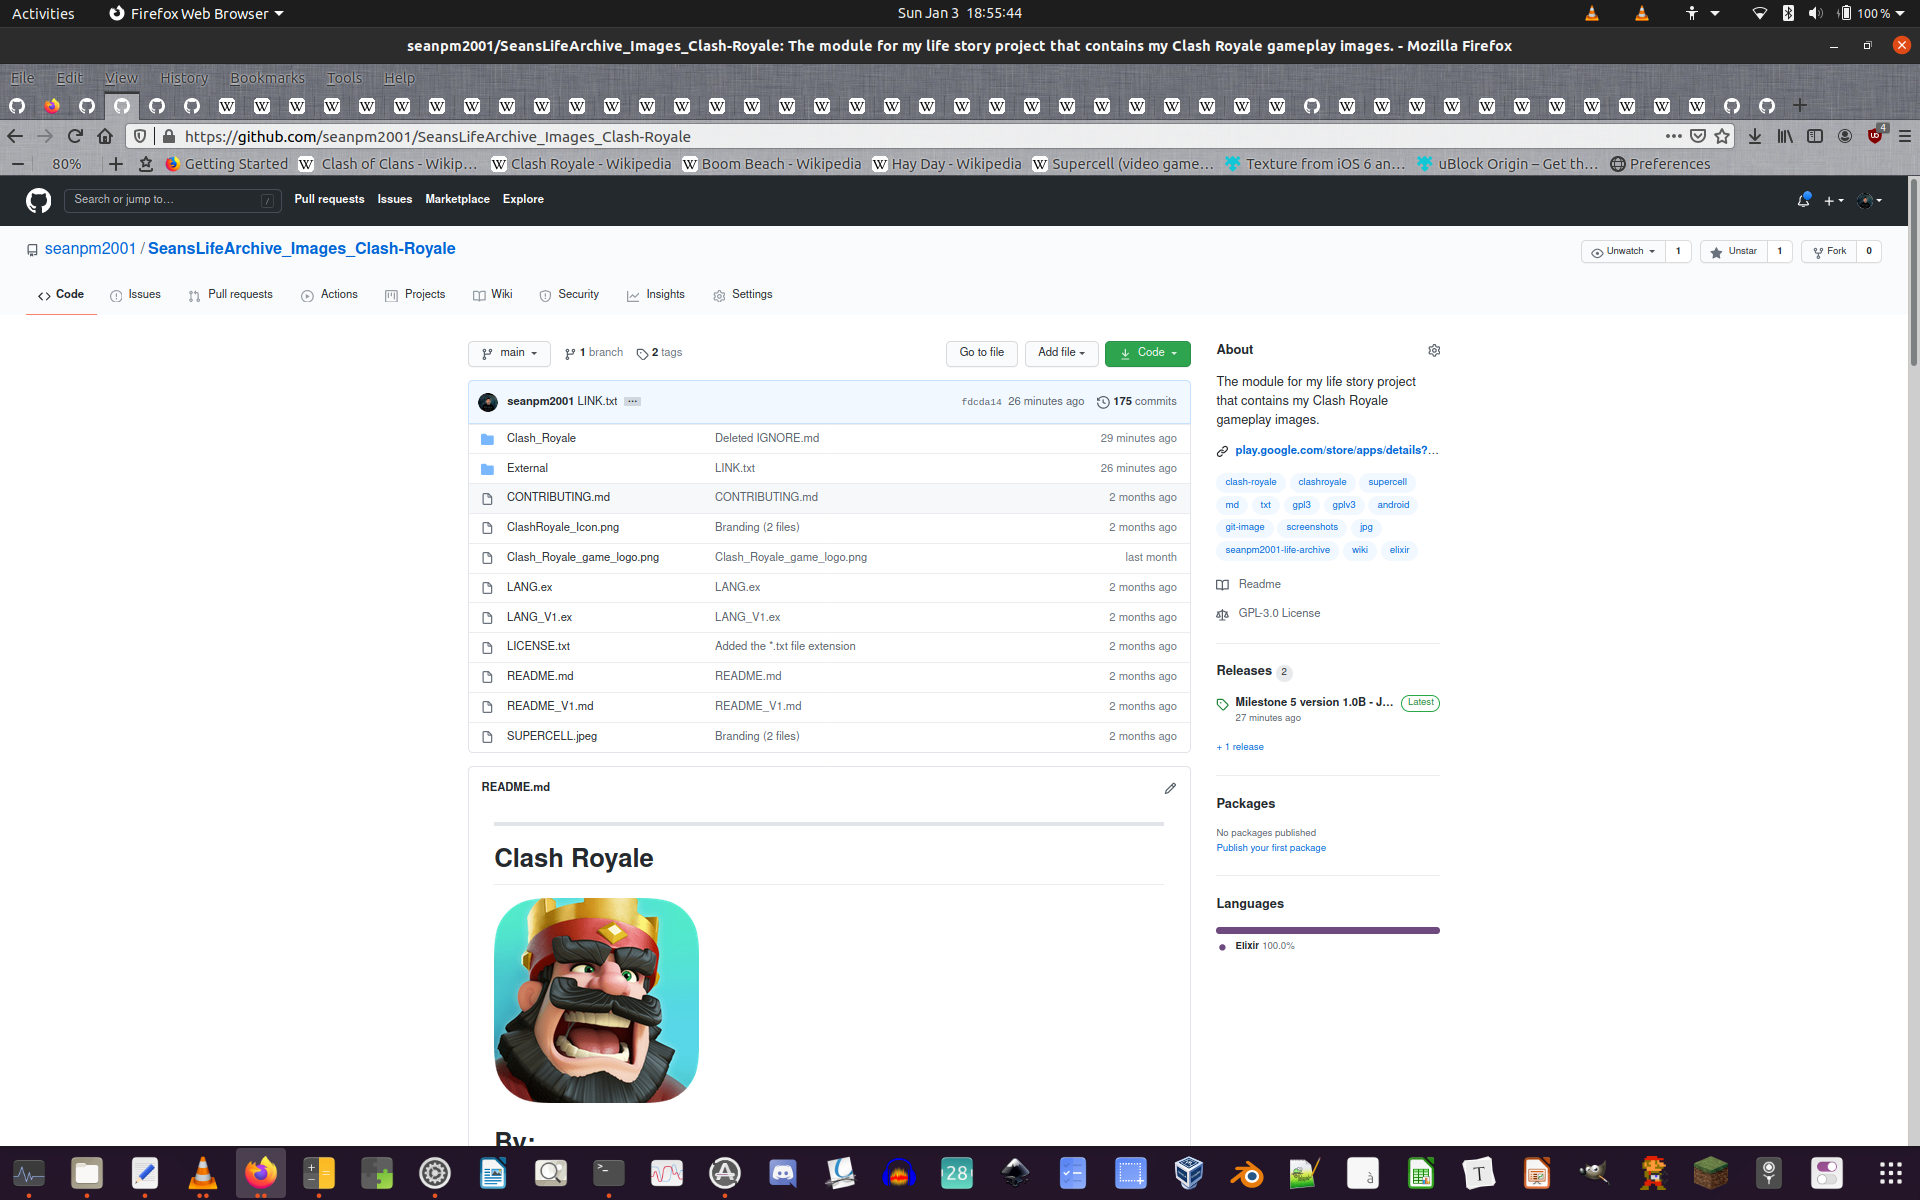 Activities Firefox Web Browser Sun Jan 3 18:55:44 100 %
seanpm2001/SeansLifeArchive_Images_Clash-Royale: The module for my life story project that contains my Clash Royale gameplay images. - Mozilla Firefox
File Edit View History Bookmarks Tools Help
https://github.com/seanpm2001/SeansLifeArchive_Images_Clash-Royale 4
80% Getting Started Clash of Clans - Wikip… Clash Royale - Wikipedia Boom Beach - Wikipedia Hay Day - Wikipedia Supercell (video game… Texture from iOS 6 an… uBlock Origin – Get th… Preferences
Search or jump to… / Pull requests Issues Marketplace Explore
seanpm2001 / SeansLifeArchive_Images_Clash-Royale Unwatch 1 Unstar 1 Fork 0
Code Issues Pull requests Actions Projects Wiki Security Insights Settings
main 1 branch 2 tags Go to file Add file Code
seanpm2001 LINK.txt ... fdcda14 26 minutes ago 175 commits
Clash_Royale Deleted IGNORE.md 29 minutes ago
External LINK.txt 26 minutes ago
CONTRIBUTING.md CONTRIBUTING.md 2 months ago
ClashRoyale_Icon.png Branding (2 files) 2 months ago
Clash_Royale_game_logo.png Clash_Royale_game_logo.png last month
LANG.ex LANG.ex 2 months ago
LANG_V1.ex LANG_V1.ex 2 months ago
LICENSE.txt Added the *.txt file extension 2 months ago
README.md README.md 2 months ago
README_V1.md README_V1.md 2 months ago
SUPERCELL.jpeg Branding (2 files) 2 months ago
README.md
Clash Royale
By:
About
The module for my life story project
that contains my Clash Royale
gameplay images.
play.google.com/store/apps/details?…
clash-royale clashroyale supercell
md txt gpl3 gplv3 android
git-image screenshots jpg
seanpm2001-life-archive wiki elixir
Readme
GPL-3.0 License
Releases 2
Milestone 5 version 1.0B - J… Latest
27 minutes ago
+ 1 release
Packages
No packages published
Publish your first package
Languages
Elixir 100.0%
28